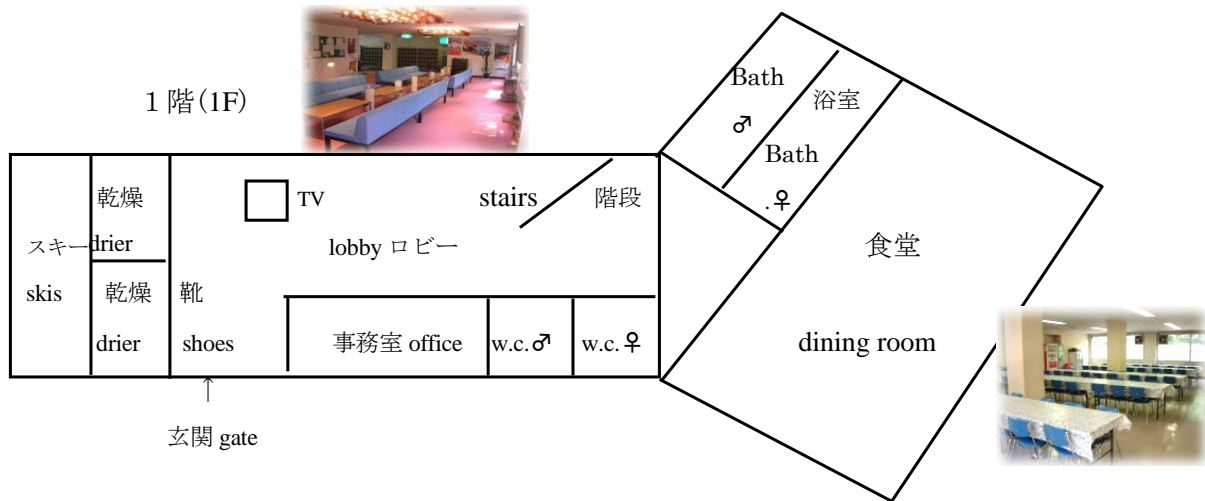 １階(1F)
Bath
♂
浴室
Bath
.♀
乾燥
drier
TV
stairs
階段
スキー
skis
lobby ロビー
食堂
dining room
乾燥
drier
靴
shoes
事務室 office
w.c.♂
w.c.♀
↑
玄関 gate